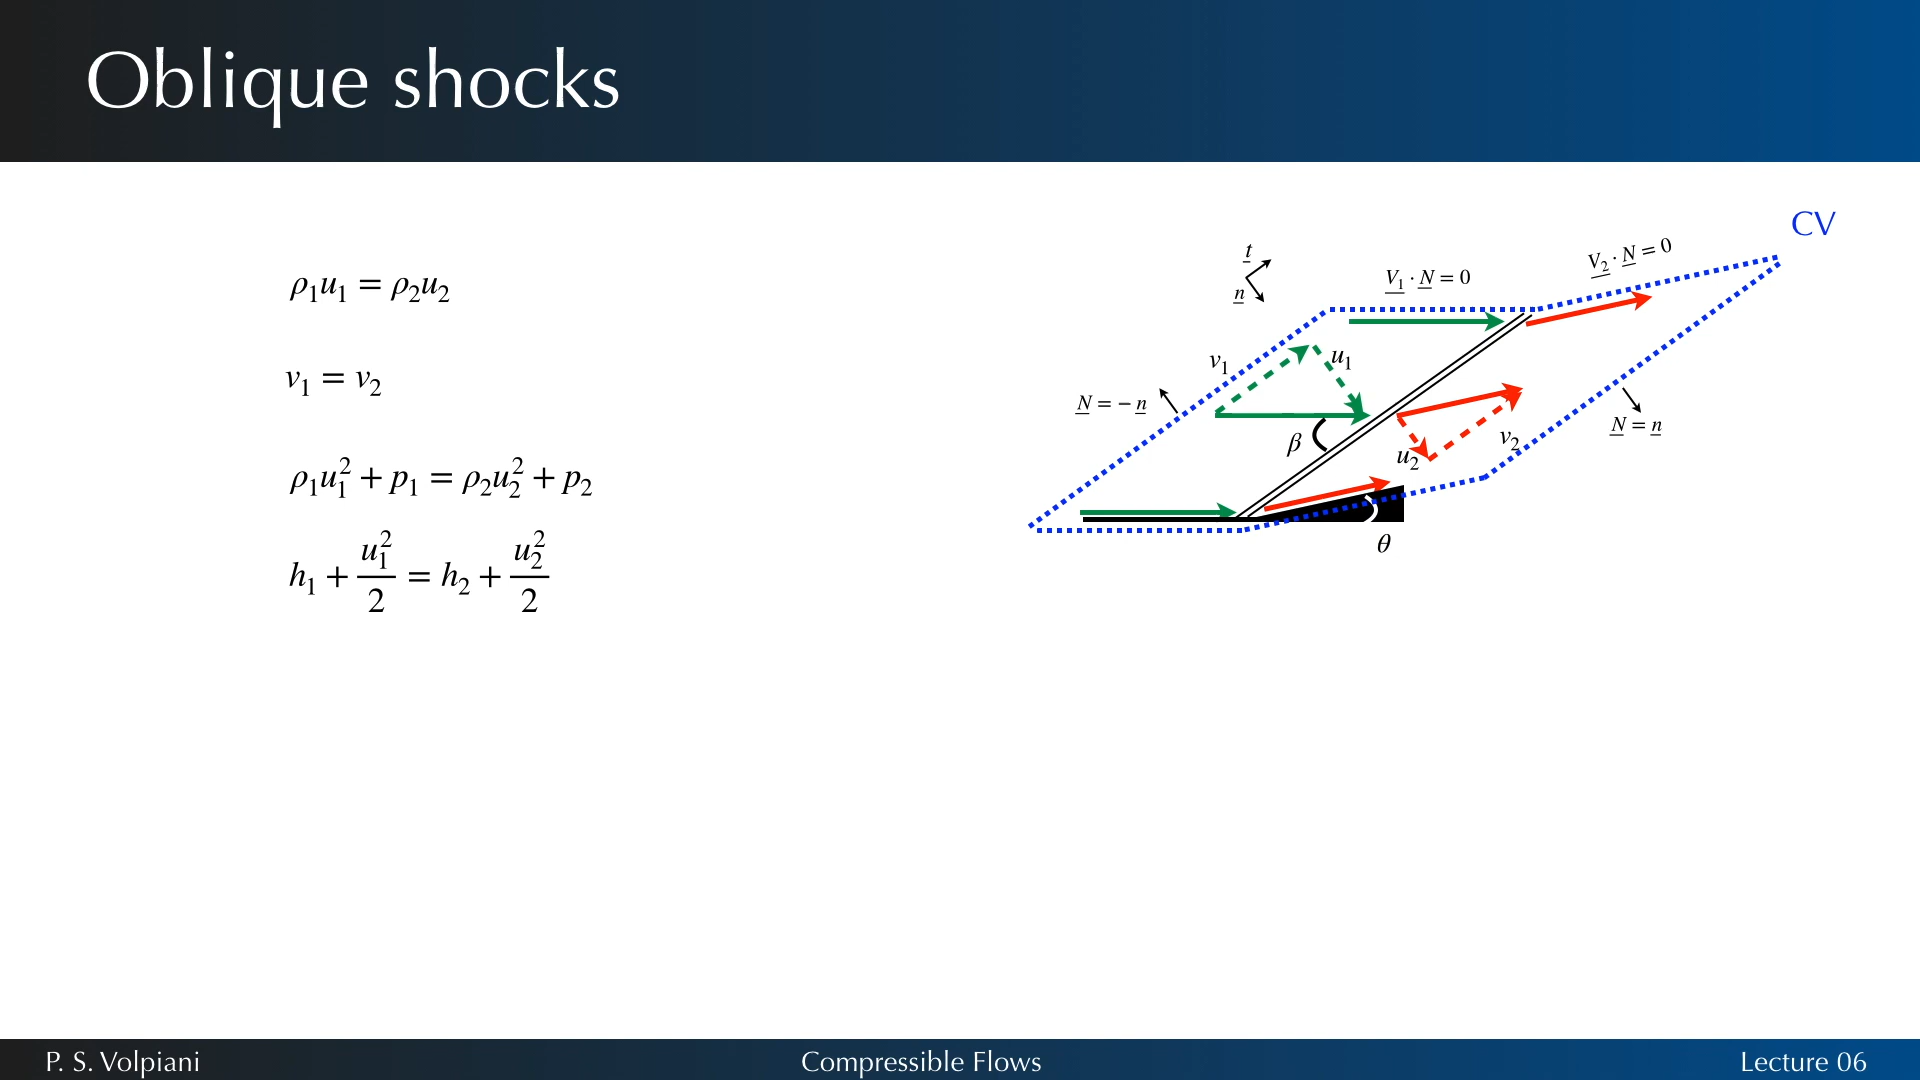 Oblique shocks
ρ₁u₁ = ρ₂u₂
v₁ = v₂
ρ₁u₁² + p₁ = ρ₂u₂² + p₂
h₁ + u₁²/2 = h₂ + u₂²/2
CV
t
n
V₁ · N = 0
V₂ · N = 0
v₁
u₁
N = − n
β
u₂
v₂
N = n
θ
P. S. Volpiani
Compressible Flows
Lecture 06